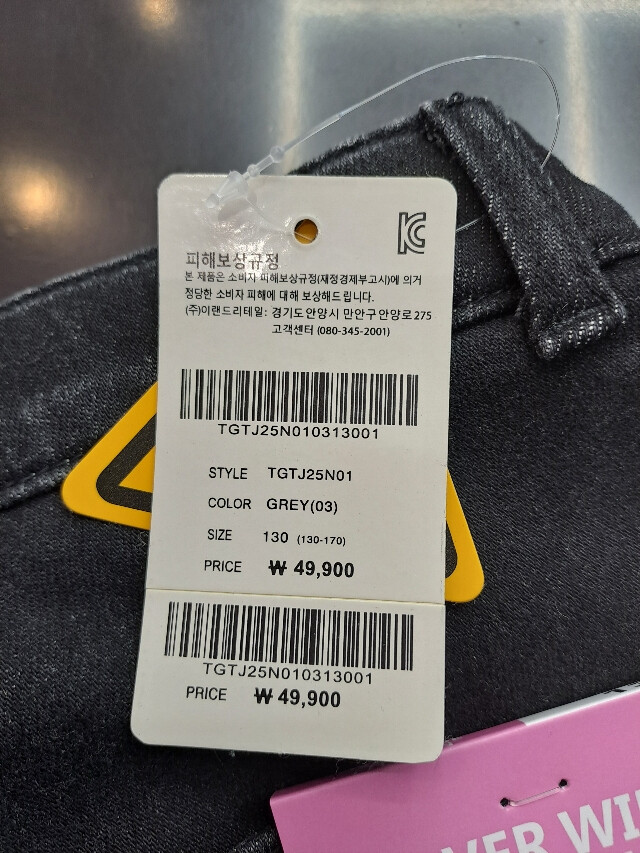 피해보상규정
본 제품은 소비자 피해보상규정(재정경제부고시)에 의거
정당한 소비자 피해에 대해 보상해드립니다.
(주)이랜드리테일: 경기도 안양시 만안구 안양로 275
고객센터 (080-345-2001)
TGTJ25N010313001
STYLE TGTJ25N01
COLOR GREY(03)
SIZE 130 (130-170)
PRICE ₩ 49,900
TGTJ25N010313001
PRICE ₩ 49,900